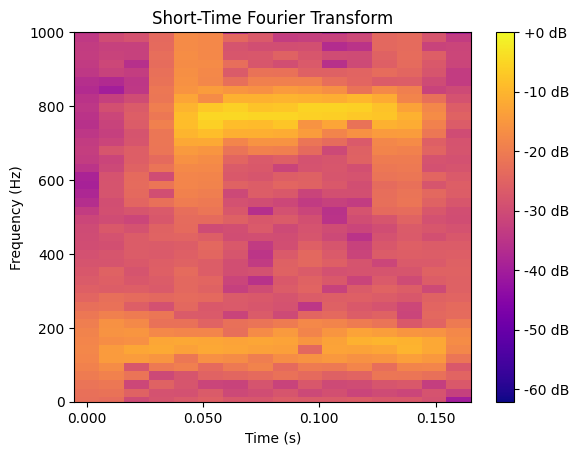 Short-Time Fourier Transform
1000
800
600
400
200
0
Frequency (Hz)
0.000
0.050
0.100
0.150
Time (s)
+0 dB
-10 dB
-20 dB
-30 dB
-40 dB
-50 dB
-60 dB